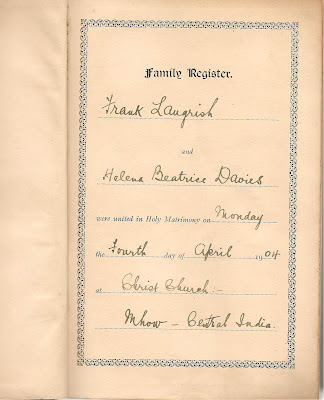 Family Register.
Frank Langrish
and
Helena Beatrice Davies
were united in Holy Matrimony on Monday
the Fourth day of April 1904
at Christ Church :-
Mhow - Central India.